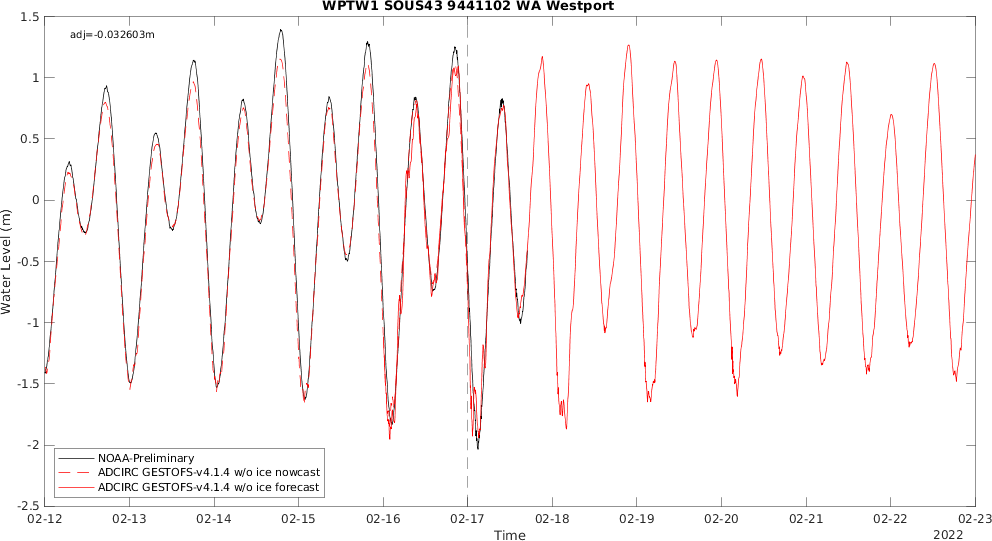 WPTW1 SOUS43 9441102 WA Westport
adj=-0.032603m
1.5
1
0.5
0
-0.5
-1
-1.5
-2
-2.5
Water Level (m)
NOAA-Preliminary
ADCIRC GESTOFS-v4.1.4 w/o ice nowcast
ADCIRC GESTOFS-v4.1.4 w/o ice forecast
02-12 02-13 02-14 02-15 02-16 02-17 02-18 02-19 02-20 02-21 02-22 02-23
Time
2022